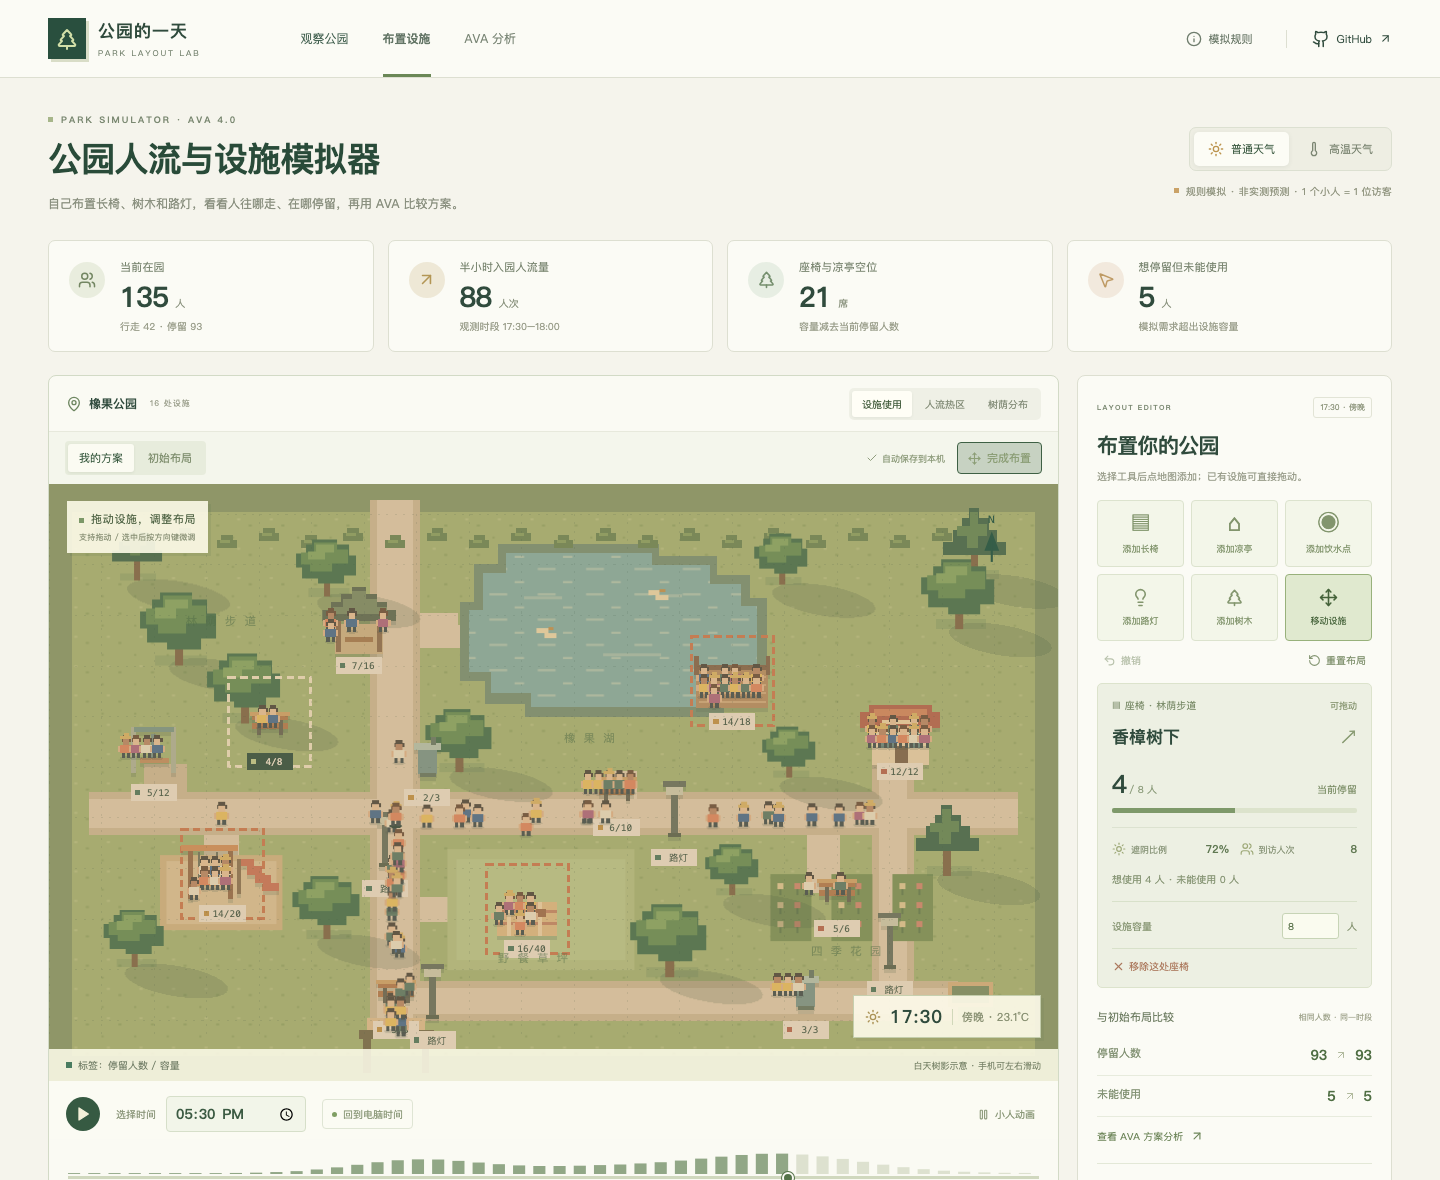 公园的一天
PARK LAYOUT LAB
观察公园
布置设施
AVA 分析
模拟规则
GitHub
PARK SIMULATOR · AVA 4.0
公园人流与设施模拟器
自己布置长椅、树木和路灯，看看人往哪走、在哪停留，再用 AVA 比较方案。
普通天气
高温天气
规则模拟 · 非实测预测 · 1 个小人 = 1 位访客
当前在园
135 人
行走 42 · 停留 93
半小时入园人流量
88 人次
观测时段 17:30—18:00
座椅与凉亭空位
21 席
容量减去当前停留人数
想停留但未能使用
5 人
模拟需求超出设施容量
橡果公园
16 处设施
设施使用
人流热区
树荫分布
我的方案
初始布局
自动保存到本机
完成布置
拖动设施，调整布局
支持拖动 / 选中后按方向键微调
N
步道
7/16
14/18
橡果湖
4/8
5/12
12/12
2/3
6/10
路灯
14/20
16/40
野餐草坪
5/6
四季花园
路灯
3/3
路灯
17:30
傍晚 · 23.1°C
标签：停留人数 / 容量
白天树影示意 · 手机可左右滑动
选择时间
05:30 PM
回到电脑时间
小人动画
LAYOUT EDITOR
17:30 · 傍晚
布置你的公园
选择工具后点地图添加；已有设施可直接拖动。
添加长椅
添加凉亭
添加饮水点
添加路灯
添加树木
移动设施
撤销
重置布局
座椅 · 林荫步道
可拖动
香樟树下
4 / 8 人
当前停留
遮阴比例
72%
到访人次
8
想使用 4 人 · 未能使用 0 人
设施容量
8
人
移除这处座椅
与初始布局比较
相同人数 · 同一时段
停留人数
93
93
未能使用
5
5
查看 AVA 方案分析